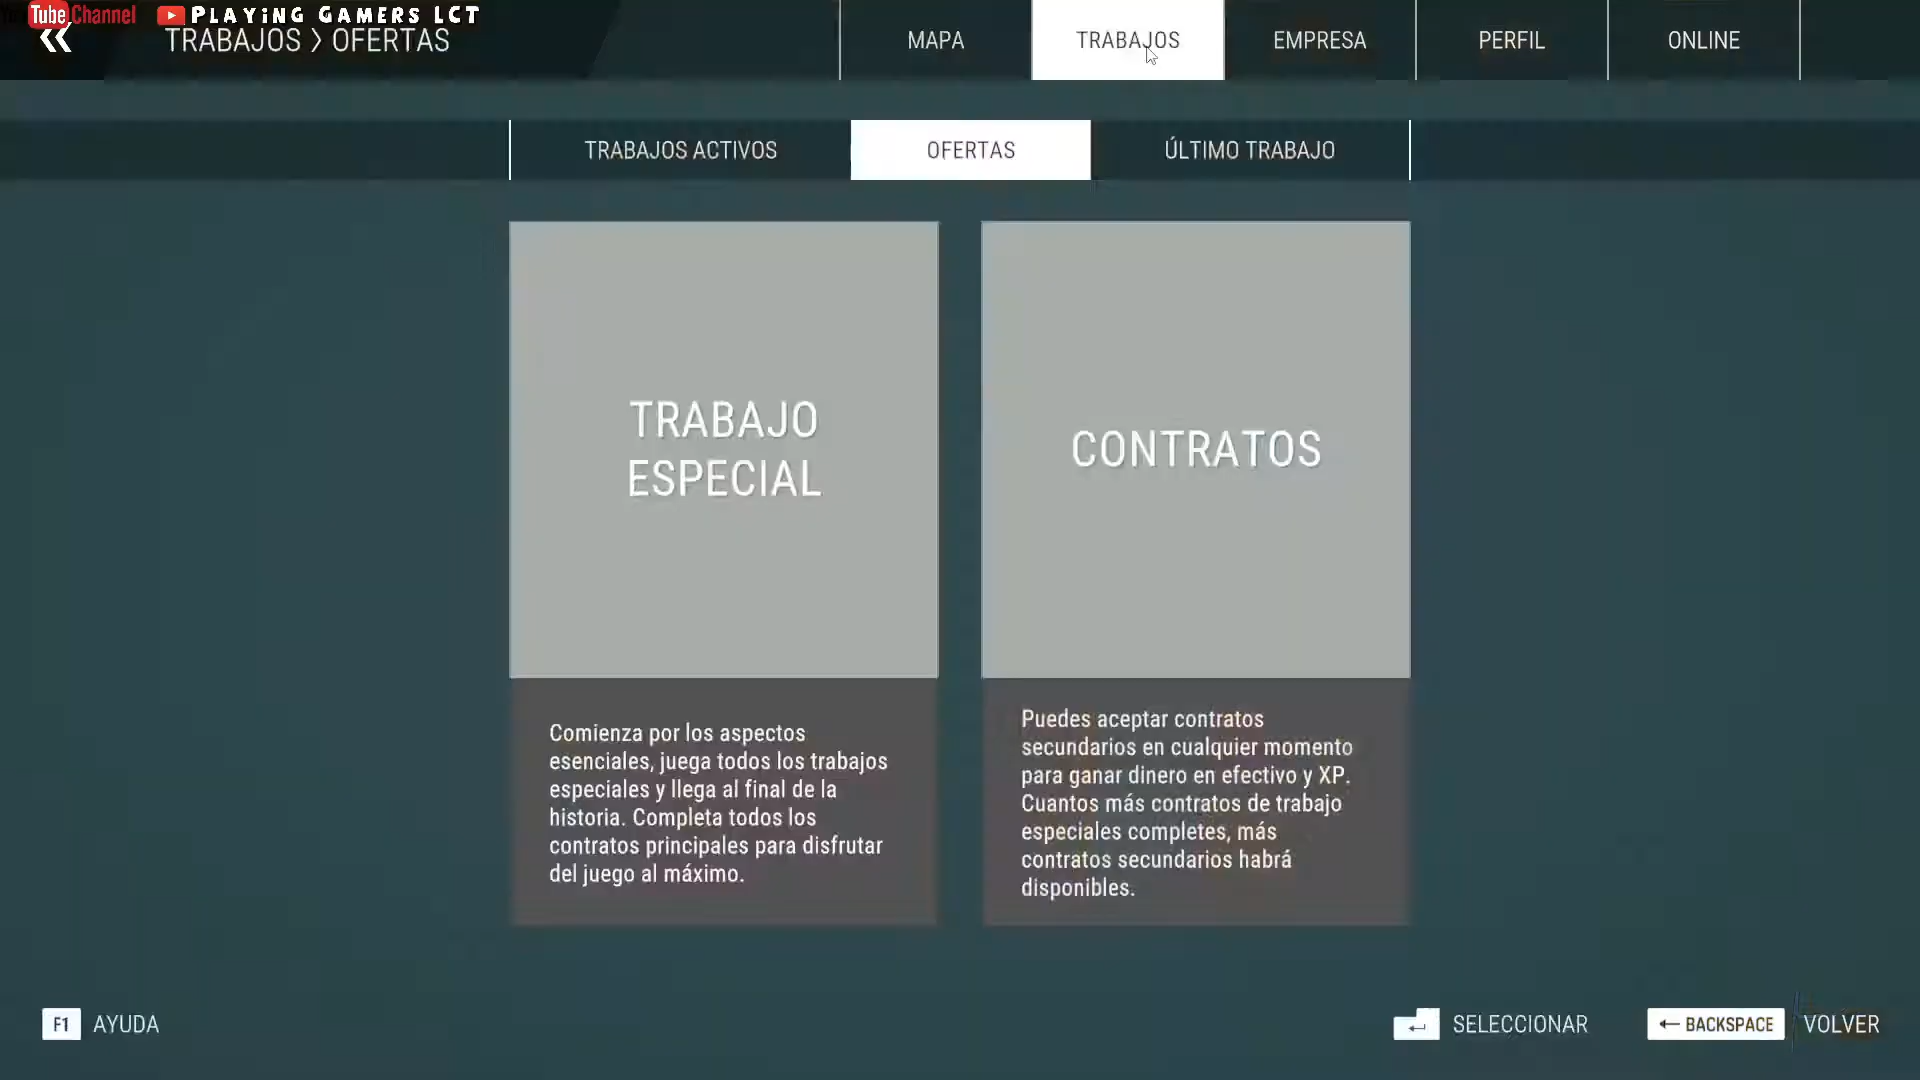 YouTube Channel PLAYING GAMERS LCT
TRABAJOS > OFERTAS
MAPA
TRABAJOS
EMPRESA
PERFIL
ONLINE
TRABAJOS ACTIVOS
OFERTAS
ÚLTIMO TRABAJO
TRABAJO
ESPECIAL
Comienza por los aspectos
esenciales, juega todos los trabajos
especiales y llega al final de la
historia. Completa todos los
contratos principales para disfrutar
del juego al máximo.
CONTRATOS
Puedes aceptar contratos
secundarios en cualquier momento
para ganar dinero en efectivo y XP.
Cuantos más contratos de trabajo
especiales completes, más
contratos secundarios habrá
disponibles.
F1 AYUDA
SELECCIONAR
← BACKSPACE VOLVER